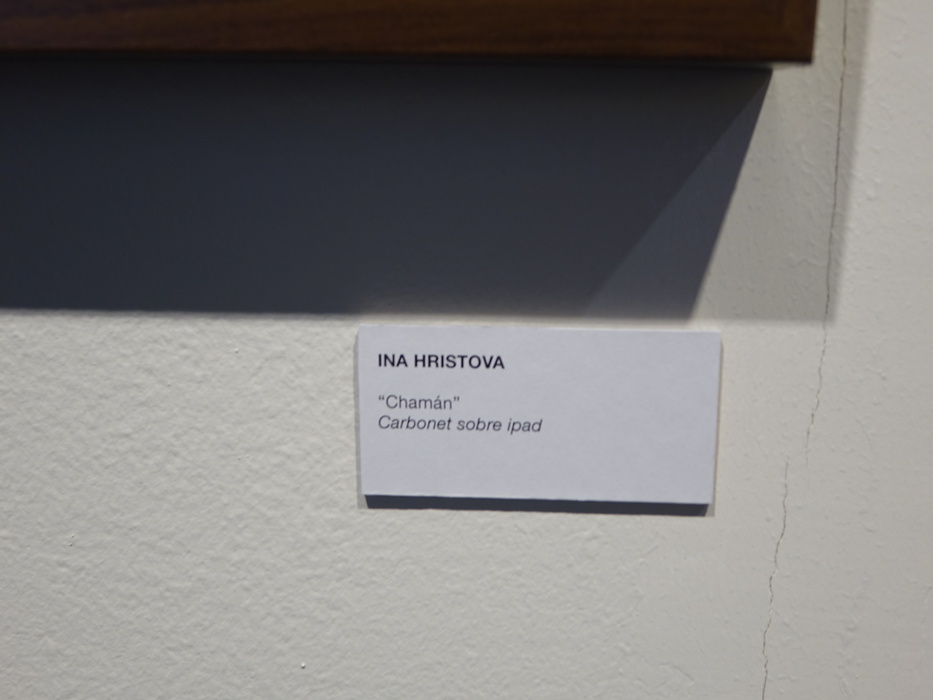 INA HRISTOVA
“Chamán”
Carbonet sobre ipad